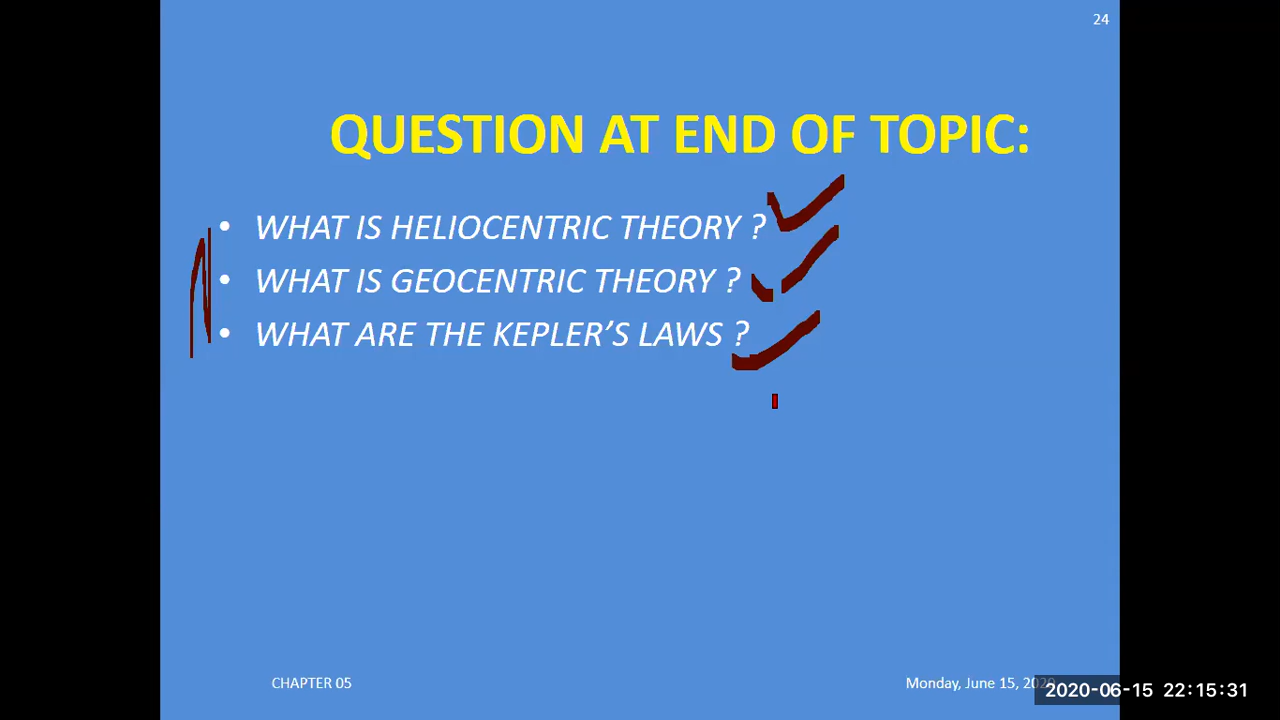 24
QUESTION AT END OF TOPIC:
• WHAT IS HELIOCENTRIC THEORY ?
• WHAT IS GEOCENTRIC THEORY ?
• WHAT ARE THE KEPLER’S LAWS ?
CHAPTER 05
Monday, June 15, 2020
2020-06-15 22:15:31